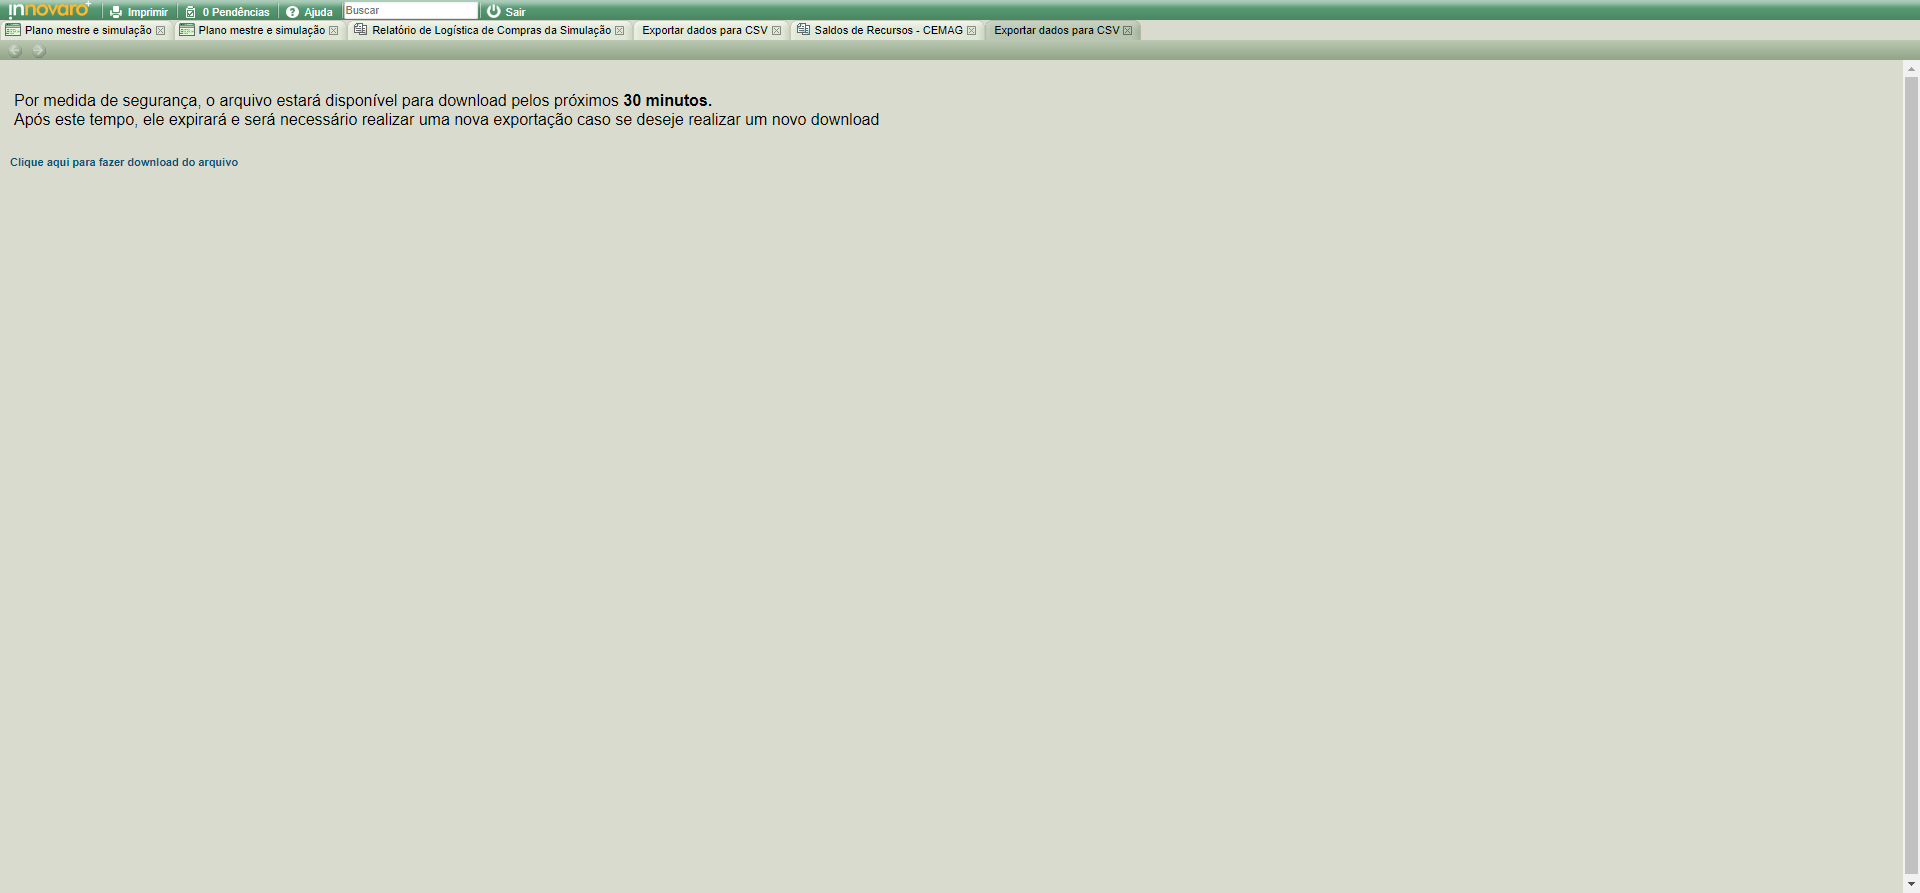 innovaro+
Imprimir
0 Pendências
Ajuda
Buscar
Sair
Plano mestre e simulação
Plano mestre e simulação
Relatório de Logística de Compras da Simulação
Exportar dados para CSV
Saldos de Recursos - CEMAG
Exportar dados para CSV
Por medida de segurança, o arquivo estará disponível para download pelos próximos 30 minutos.
Após este tempo, ele expirará e será necessário realizar uma nova exportação caso se deseje realizar um novo download
Clique aqui para fazer download do arquivo